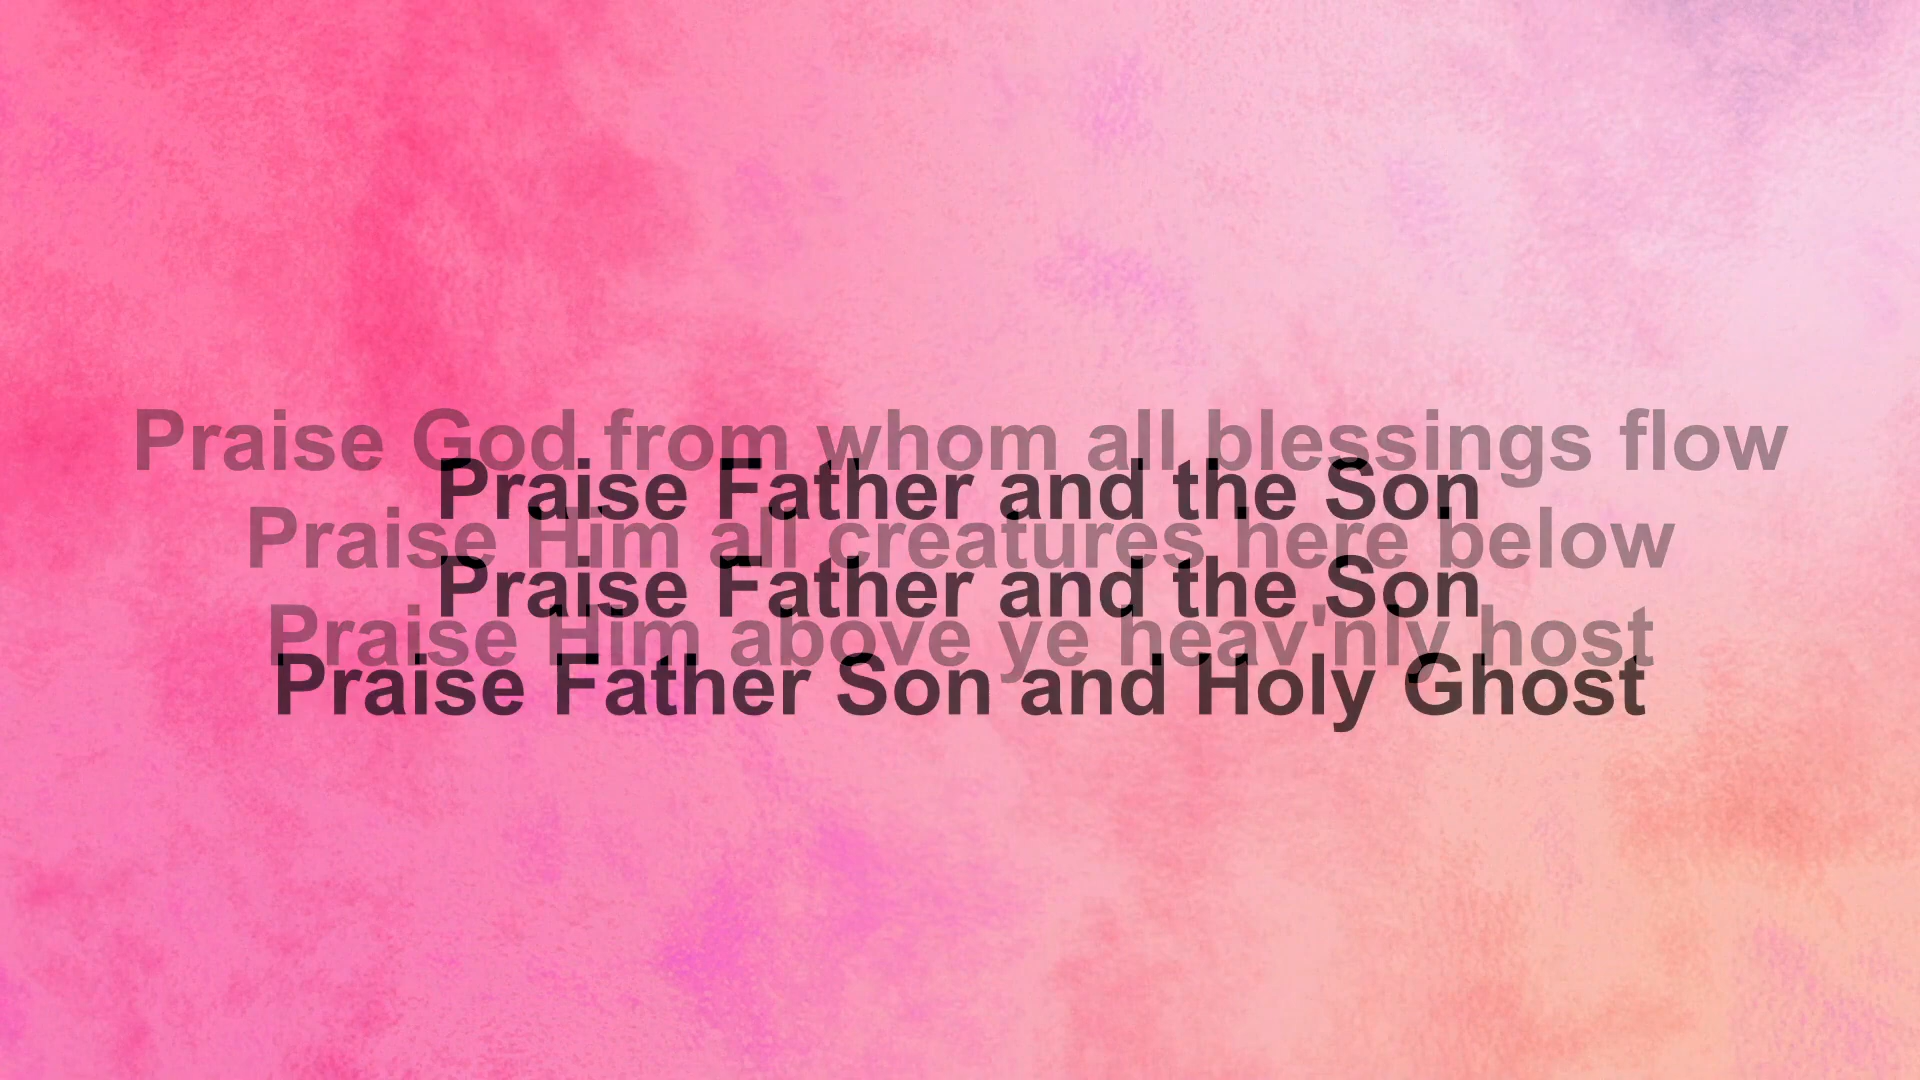 Praise God from whom all blessings flow
Praise Father and the Son
Praise Him all creatures here below
Praise Father and the Son
Praise Him above ye heav'nly host
Praise Father Son and Holy Ghost